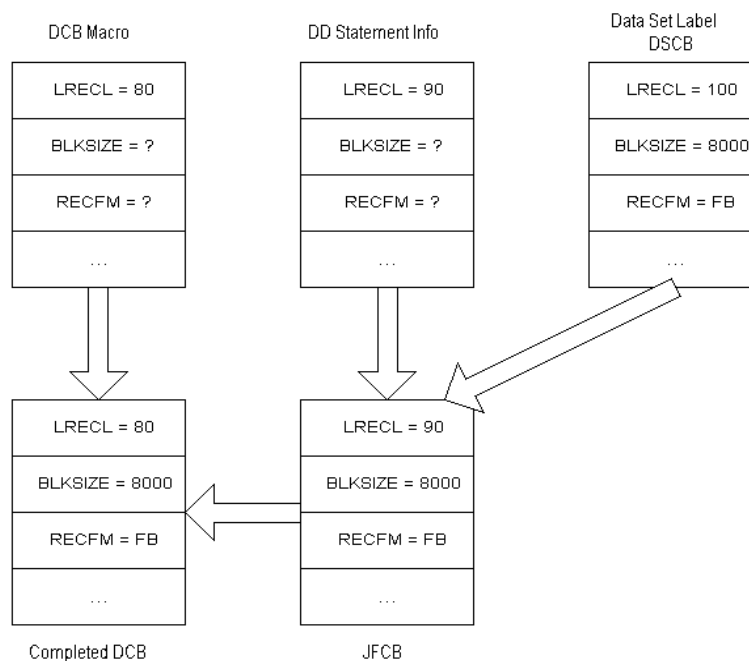 DCB Macro
LRECL = 80
BLKSIZE = ?
RECFM = ?
...
DD Statement Info
LRECL = 90
BLKSIZE = ?
RECFM = ?
...
Data Set Label
DSCB
LRECL = 100
BLKSIZE = 8000
RECFM = FB
...
LRECL = 80
BLKSIZE = 8000
RECFM = FB
...
Completed DCB
LRECL = 90
BLKSIZE = 8000
RECFM = FB
...
JFCB